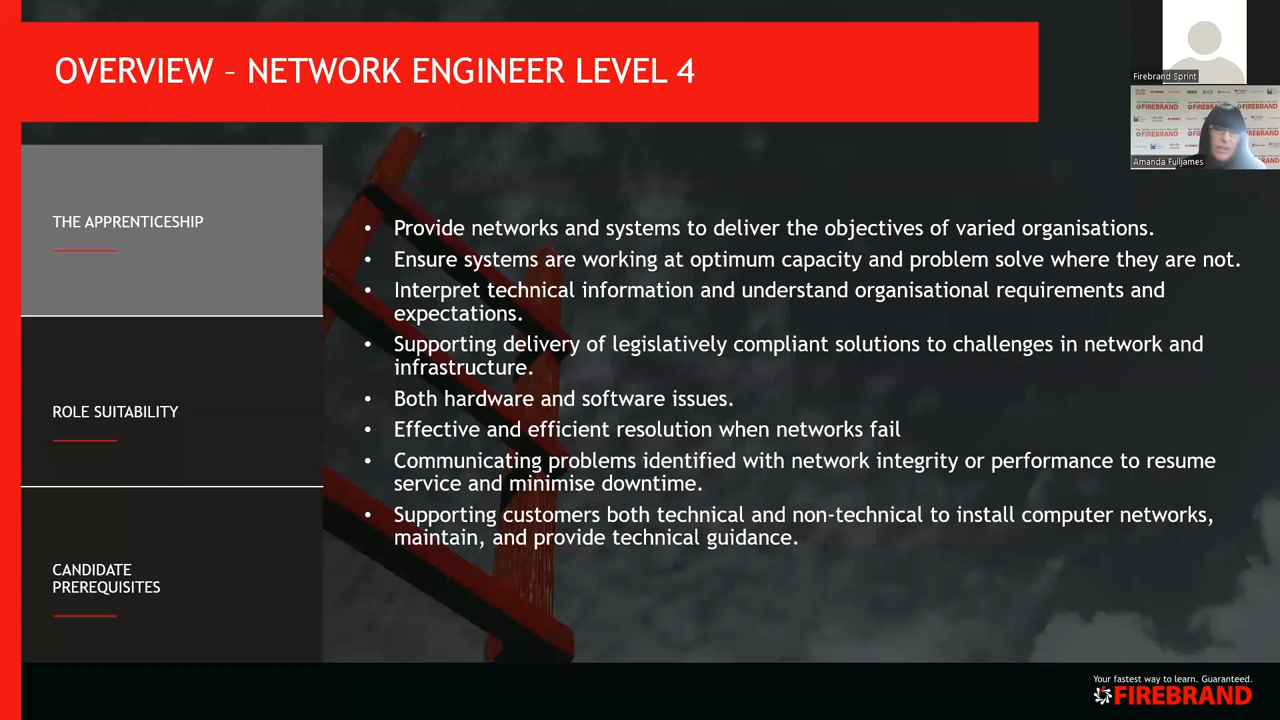 OVERVIEW – NETWORK ENGINEER LEVEL 4
Firebrand Sprint
FIREBRAND
Amanda Fulljames
THE APPRENTICESHIP
ROLE SUITABILITY
CANDIDATE
PREREQUISITES
• Provide networks and systems to deliver the objectives of varied organisations.
• Ensure systems are working at optimum capacity and problem solve where they are not.
• Interpret technical information and understand organisational requirements and
expectations.
• Supporting delivery of legislatively compliant solutions to challenges in network and
infrastructure.
• Both hardware and software issues.
• Effective and efficient resolution when networks fail
• Communicating problems identified with network integrity or performance to resume
service and minimise downtime.
• Supporting customers both technical and non-technical to install computer networks,
maintain, and provide technical guidance.
Your fastest way to learn. Guaranteed.
FIREBRAND